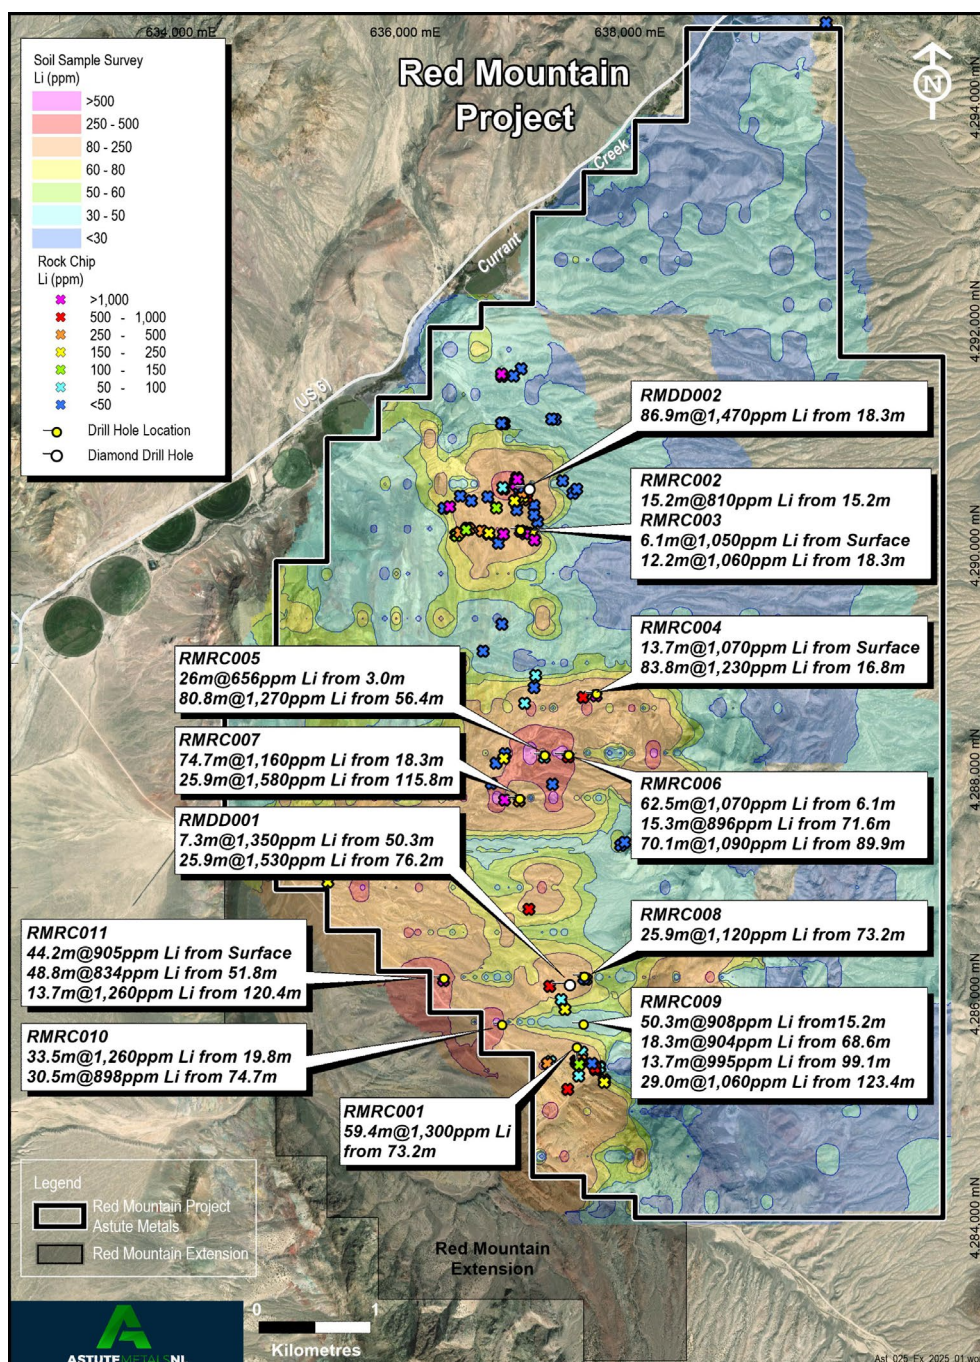 634,000 mE
636,000 mE
638,000 mE
Red Mountain
Project
N
4,294,000 mN
4,292,000 mN
4,290,000 mN
4,288,000 mN
4,286,000 mN
4,284,000 mN
Soil Sample Survey
Li (ppm)
>500
250 - 500
80 - 250
60 - 80
50 - 60
30 - 50
<30
Rock Chip
Li (ppm)
>1,000
500 - 1,000
250 - 500
150 - 250
100 - 150
50 - 100
<50
Drill Hole Location
Diamond Drill Hole
Currant
Creek
(US 6)
RMDD002
86.9m@1,470ppm Li from 18.3m
RMRC002
15.2m@810ppm Li from 15.2m
RMRC003
6.1m@1,050ppm Li from Surface
12.2m@1,060ppm Li from 18.3m
RMRC004
13.7m@1,070ppm Li from Surface
83.8m@1,230ppm Li from 16.8m
RMRC005
26m@656ppm Li from 3.0m
80.8m@1,270ppm Li from 56.4m
RMRC007
74.7m@1,160ppm Li from 18.3m
25.9m@1,580ppm Li from 115.8m
RMRC006
62.5m@1,070ppm Li from 6.1m
15.3m@896ppm Li from 71.6m
70.1m@1,090ppm Li from 89.9m
RMDD001
7.3m@1,350ppm Li from 50.3m
25.9m@1,530ppm Li from 76.2m
RMRC008
25.9m@1,120ppm Li from 73.2m
RMRC011
44.2m@905ppm Li from Surface
48.8m@834ppm Li from 51.8m
13.7m@1,260ppm Li from 120.4m
RMRC009
50.3m@908ppm Li from15.2m
18.3m@904ppm Li from 68.6m
13.7m@995ppm Li from 99.1m
29.0m@1,060ppm Li from 123.4m
RMRC010
33.5m@1,260ppm Li from 19.8m
30.5m@898ppm Li from 74.7m
RMRC001
59.4m@1,300ppm Li
from 73.2m
Legend
Red Mountain Project
Astute Metals
Red Mountain Extension
Red Mountain
Extension
0 1
Kilometres
ASTUTE METALS NL